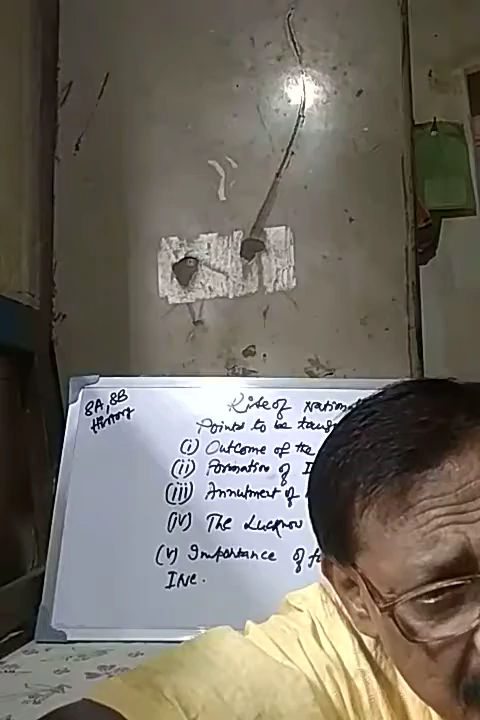 8A, 8B
History
Rise of Nation
Points to be taug
(i) Outcome of the
(ii) Formation of I
(iii) Annulment of
(iv) The Lucknow
(v) Importance of f
INC.